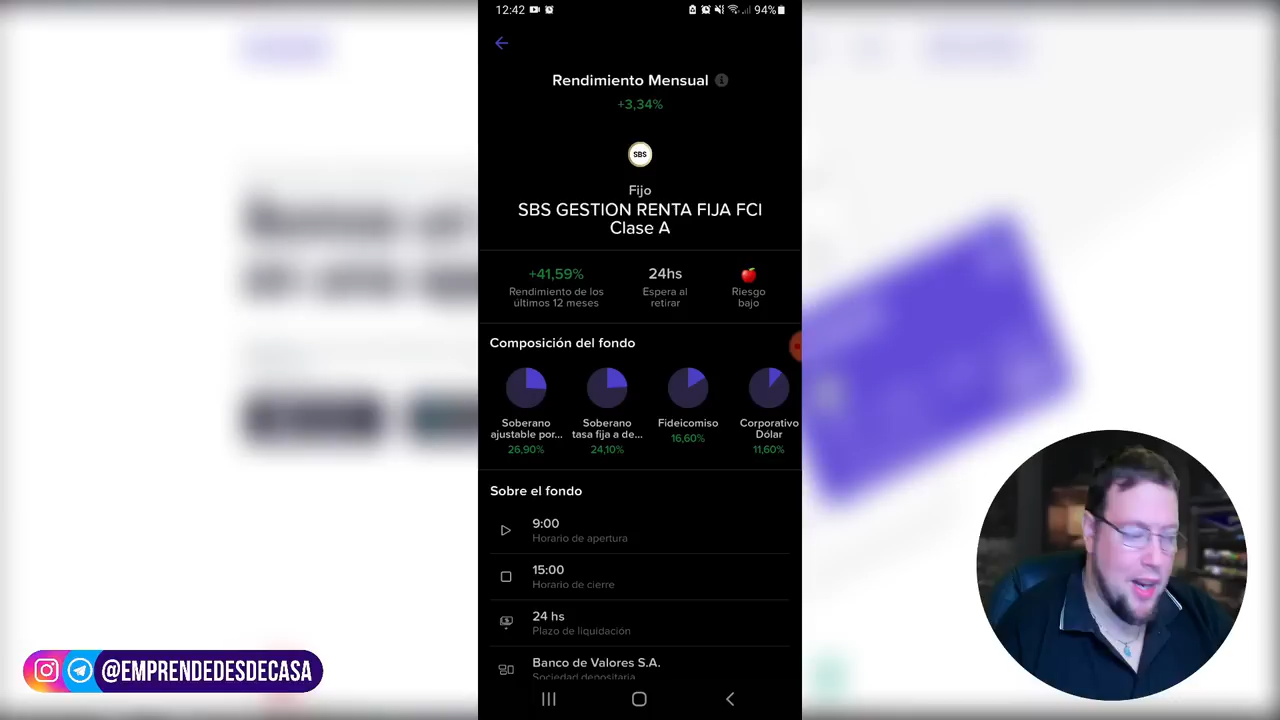 12:42
94%
Rendimiento Mensual
+3,34%
SBS
Fijo
SBS GESTION RENTA FIJA FCI
Clase A
+41,59%
Rendimiento de los
últimos 12 meses
24hs
Espera al
retirar
Riesgo
bajo
Composición del fondo
Soberano
ajustable por...
26,90%
Soberano
tasa fija a de...
24,10%
Fideicomiso
16,60%
Corporativo
Dólar
11,60%
Sobre el fondo
9:00
Horario de apertura
15:00
Horario de cierre
24 hs
Plazo de liquidación
Banco de Valores S.A.
Sociedad depositaria
@EMPRENDEDESDECASA